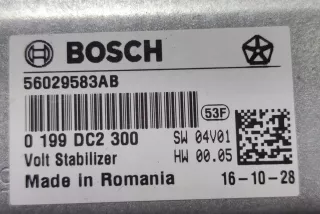 BOSCH
56029583AB
53F
0 199 DC2 300 SW 04V01
Volt Stabilizer HW 00.05
Made in Romania 16-10-28